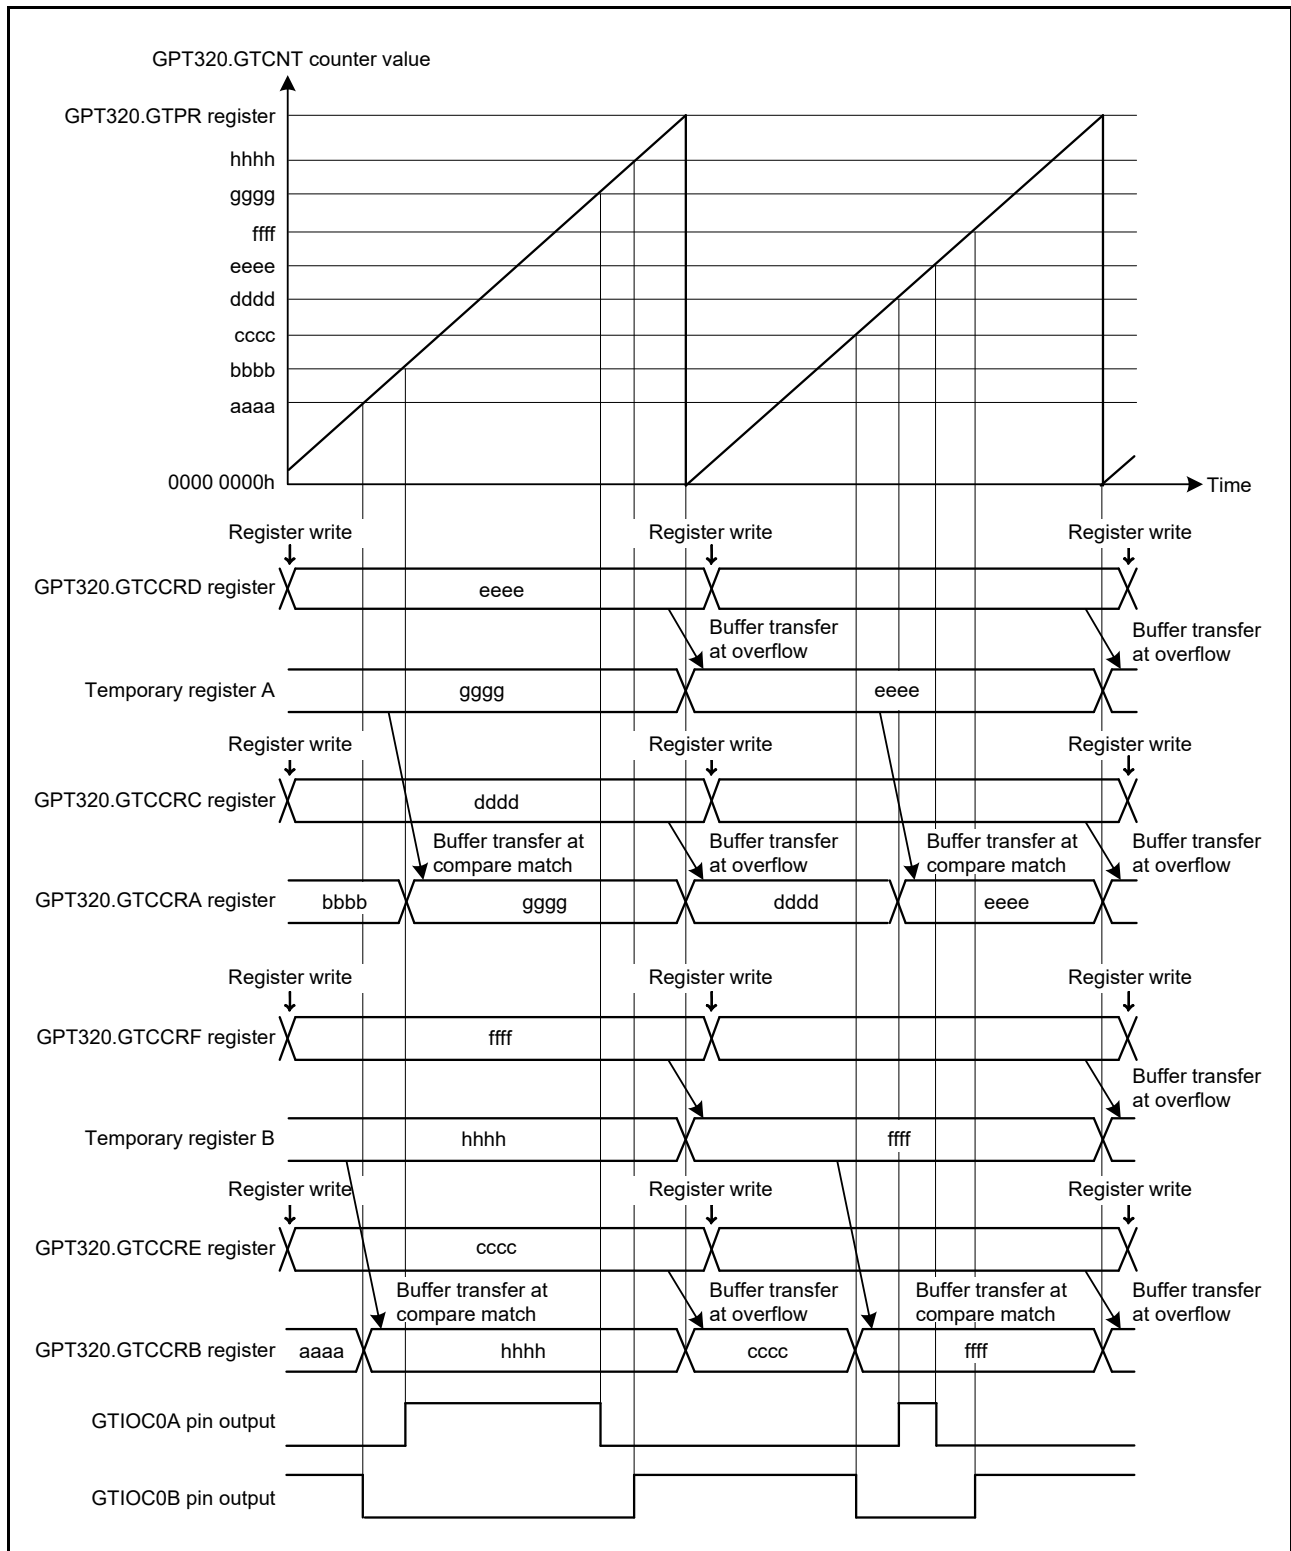 GPT320.GTCNT counter value
GPT320.GTPR register
hhhh
gggg
ffff
eeee
dddd
cccc
bbbb
aaaa
0000 0000h
Time
Register write
Register write
Register write
GPT320.GTCCRD register
eeee
Buffer transfer
at overflow
Buffer transfer
at overflow
Temporary register A
gggg
eeee
Register write
Register write
Register write
GPT320.GTCCRC register
dddd
Buffer transfer at
compare match
Buffer transfer
at overflow
Buffer transfer at
compare match
Buffer transfer
at overflow
GPT320.GTCCRA register
bbbb
gggg
dddd
eeee
Register write
Register write
Register write
GPT320.GTCCRF register
ffff
Buffer transfer
at overflow
Temporary register B
hhhh
ffff
Register write
Register write
Register write
GPT320.GTCCRE register
cccc
Buffer transfer at
compare match
Buffer transfer
at overflow
Buffer transfer at
compare match
Buffer transfer
at overflow
GPT320.GTCCRB register
aaaa
hhhh
cccc
ffff
GTIOC0A pin output
GTIOC0B pin output